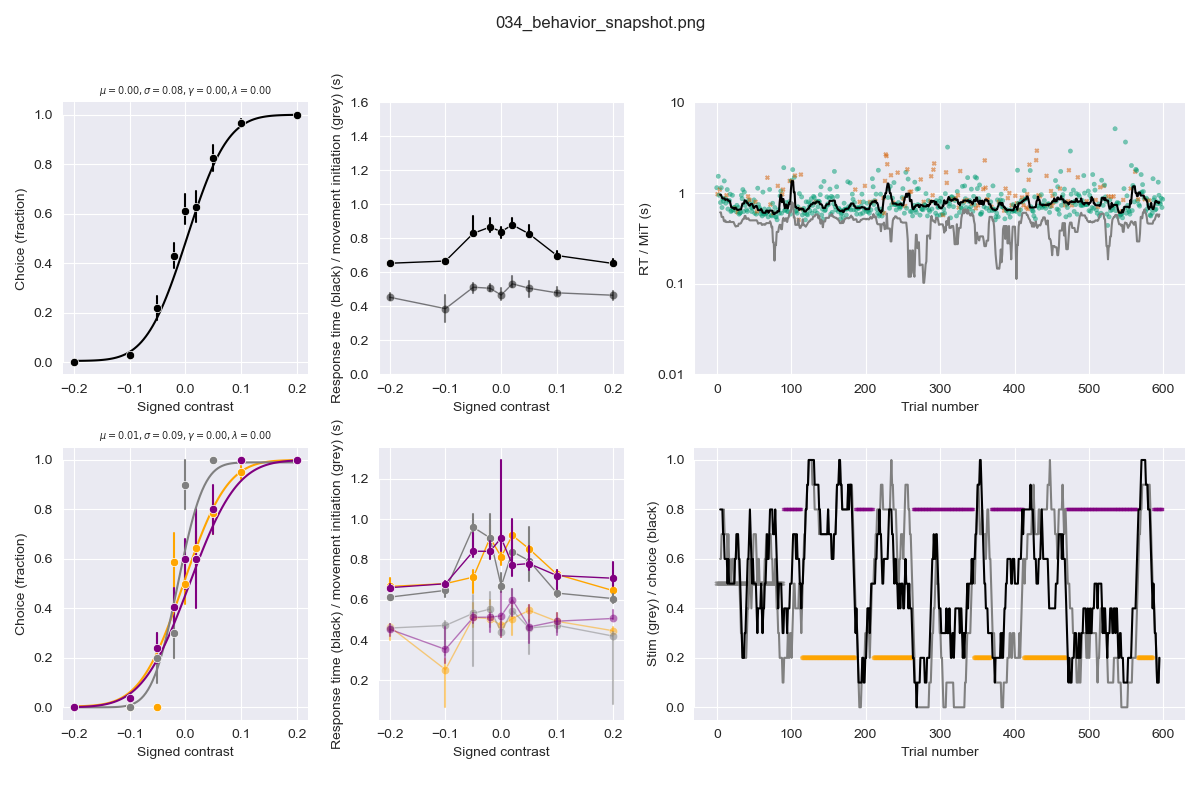 034_behavior_snapshot.png
μ = 0.00, σ = 0.08, γ = 0.00, λ = 0.00
Choice (fraction)
1.0
0.8
0.6
0.4
0.2
0.0
−0.2 −0.1 0.0 0.1 0.2
Signed contrast
Response time (black) / movement initiation (grey) (s)
1.6
1.4
1.2
1.0
0.8
0.6
0.4
0.2
0.0
−0.2 −0.1 0.0 0.1 0.2
Signed contrast
RT / MiT (s)
10
1
0.1
0.01
0 100 200 300 400 500 600
Trial number
μ = 0.01, σ = 0.09, γ = 0.00, λ = 0.00
Choice (fraction)
1.0
0.8
0.6
0.4
0.2
0.0
−0.2 −0.1 0.0 0.1 0.2
Signed contrast
Response time (black) / movement initiation (grey) (s)
1.2
1.0
0.8
0.6
0.4
0.2
−0.2 −0.1 0.0 0.1 0.2
Signed contrast
Stim (grey) / choice (black)
1.0
0.8
0.6
0.4
0.2
0.0
0 100 200 300 400 500 600
Trial number